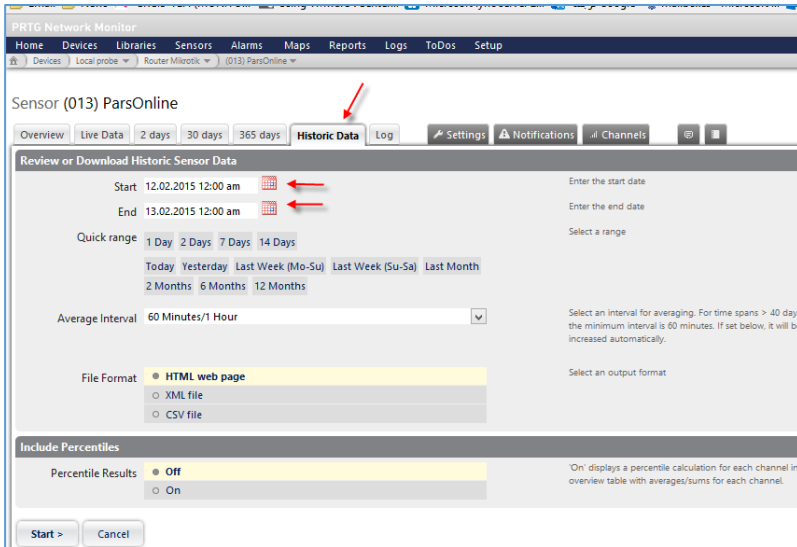 PRTG Network Monitor
Home Devices Libraries Sensors Alarms Maps Reports Logs ToDos Setup
Devices Local probe Router Mikrotik (013) ParsOnline
Sensor (013) ParsOnline
Overview Live Data 2 days 30 days 365 days Historic Data Log Settings Notifications Channels
Review or Download Historic Sensor Data
Start 12.02.2015 12:00 am Enter the start date
End 13.02.2015 12:00 am Enter the end date
Quick range 1 Day 2 Days 7 Days 14 Days Select a range
Today Yesterday Last Week (Mo-Su) Last Week (Su-Sa) Last Month
2 Months 6 Months 12 Months
Average Interval 60 Minutes/1 Hour Select an interval for averaging. For time spans > 40 day
the minimum interval is 60 minutes. If set below, it will b
increased automatically.
File Format HTML web page Select an output format
XML file
CSV file
Include Percentiles
Percentile Results Off 'On' displays a percentile calculation for each channel in
overview table with averages/sums for each channel.
On
Start > Cancel